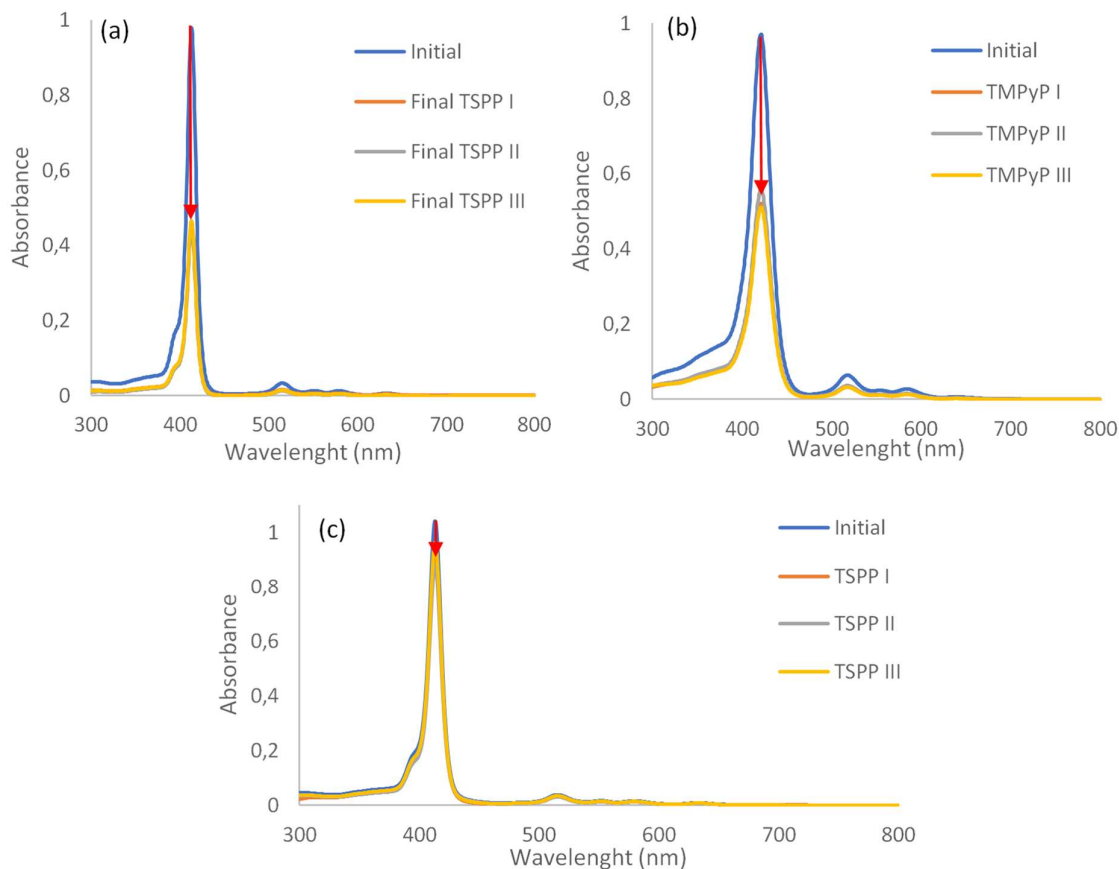 (a)
Absorbance
1
0,8
0,6
0,4
0,2
0
300 400 500 600 700 800
Wavelenght (nm)
Initial
Final TSPP I
Final TSPP II
Final TSPP III
(b)
Absorbance
1
0,8
0,6
0,4
0,2
0
300 400 500 600 700 800
Wavelenght (nm)
Initial
TMPyP I
TMPyP II
TMPyP III
(c)
Absorbance
1
0,8
0,6
0,4
0,2
0
300 400 500 600 700 800
Wavelenght (nm)
Initial
TSPP I
TSPP II
TSPP III